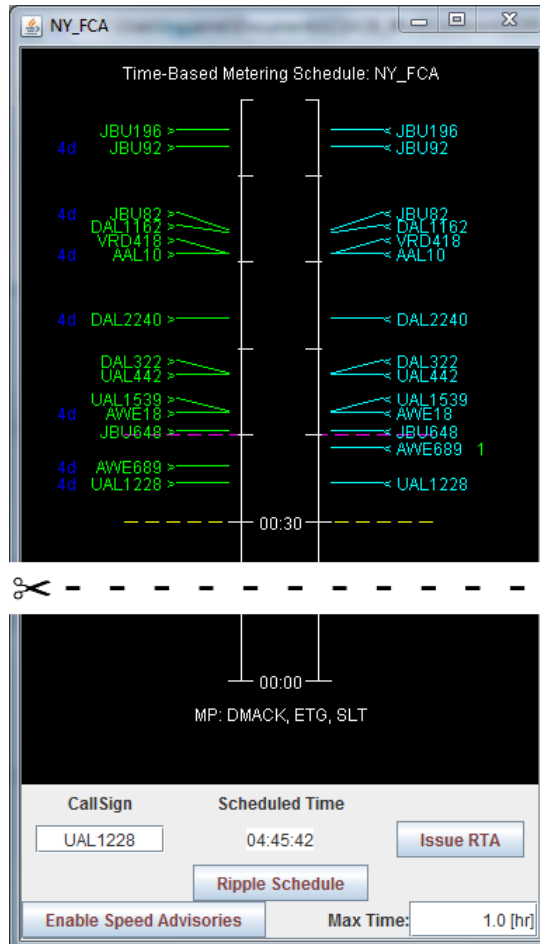 NY_FCA
Time-Based Metering Schedule: NY_FCA
JBU196 JBU196
4d JBU92 JBU92
4d JBU82 JBU82
DAL1162 DAL1162
VRD418 VRD418
4d AAL10 AAL10
4d DAL2240 DAL2240
DAL322 DAL322
UAL442 UAL442
UAL1539 UAL1539
4d AWE18 AWE18
JBU648 JBU648
AWE689 1
4d AWE689
4d UAL1228 UAL1228
00:30
00:00
MP: DMACK, ETG, SLT
CallSign Scheduled Time
UAL1228 04:45:42 Issue RTA
Ripple Schedule
Enable Speed Advisories Max Time: 1.0 [hr]